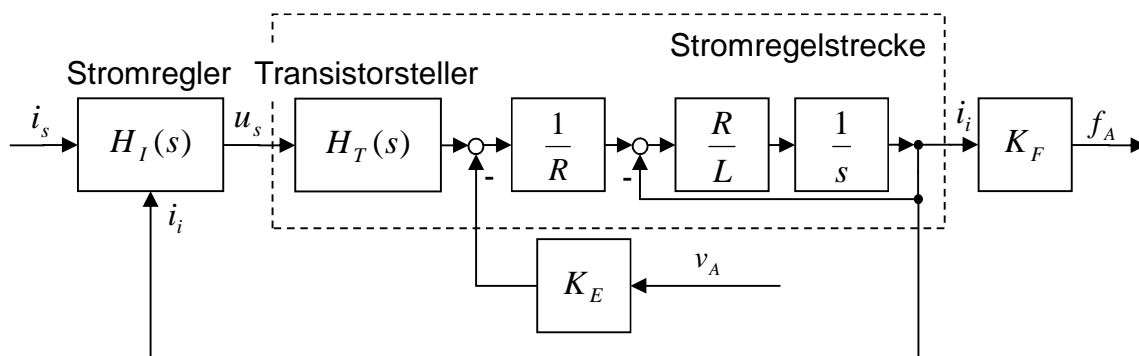 Stromregelstrecke
Stromregler
Transistorsteller
i_s
H_I(s)
u_s
H_T(s)
-
1/R
-
R/L
1/s
i_i
K_F
f_A
i_i
K_E
v_A